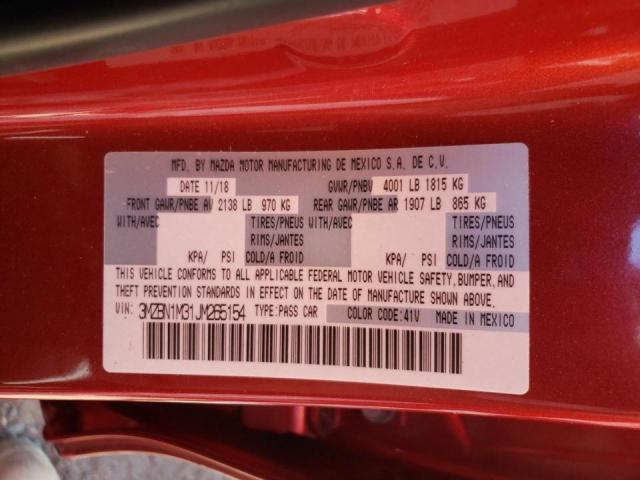 MFD. BY MAZDA MOTOR MANUFACTURING DE MEXICO S.A. DE C.V.
DATE 11/18 GVWR/PNBV 4001 LB 1815 KG
FRONT GAWR/PNBE AV 2138 LB 970 KG REAR GAWR/PNBE AR 1907 LB 865 KG
WITH/AVEC TIRES/PNEUS WITH/AVEC TIRES/PNEUS
RIMS/JANTES RIMS/JANTES
KPA/ PSI COLD/A FROID KPA/ PSI COLD/A FROID
THIS VEHICLE CONFORMS TO ALL APPLICABLE FEDERAL MOTOR VEHICLE SAFETY, BUMPER, AND
THEFT PREVENTION STANDARDS IN EFFECT ON THE DATE OF MANUFACTURE SHOWN ABOVE.
VIN: 3MZBN1M31JM265154 TYPE:PASS CAR COLOR CODE:41V MADE IN MEXICO